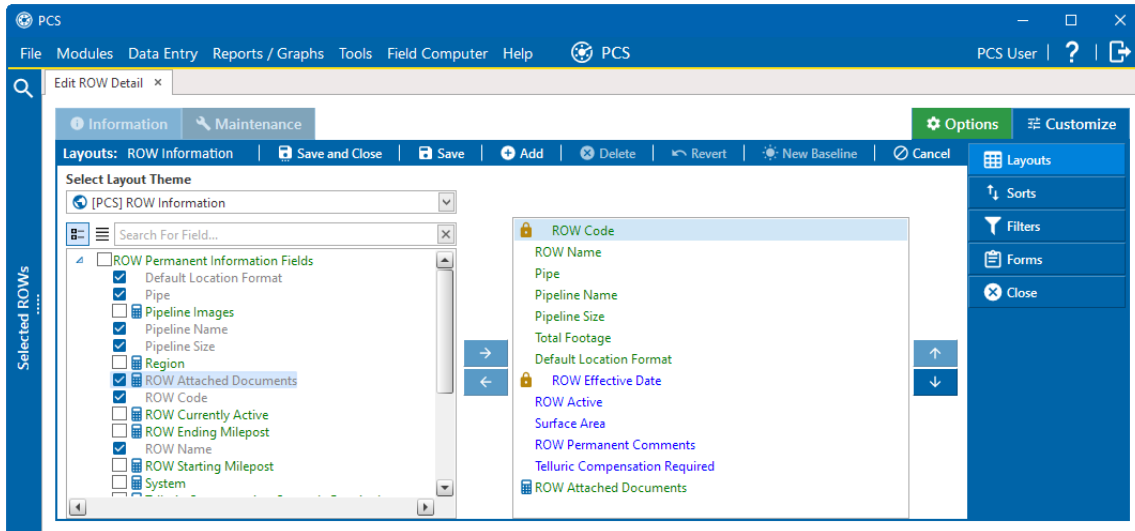 PCS
File Modules Data Entry Reports / Graphs Tools Field Computer Help PCS PCS User | ? |
Edit ROW Detail ×
Information Maintenance Options Customize
Layouts: ROW Information | Save and Close | Save | Add | Delete | Revert | New Baseline | Cancel
Select Layout Theme
[PCS] ROW Information
Search For Field...
ROW Permanent Information Fields
Default Location Format
Pipe
Pipeline Images
Pipeline Name
Pipeline Size
Region
ROW Attached Documents
ROW Code
ROW Currently Active
ROW Ending Milepost
ROW Name
ROW Starting Milepost
System
ROW Code
ROW Name
Pipe
Pipeline Name
Pipeline Size
Total Footage
Default Location Format
ROW Effective Date
ROW Active
Surface Area
ROW Permanent Comments
Telluric Compensation Required
ROW Attached Documents
Layouts
Sorts
Filters
Forms
Close
Selected ROWs